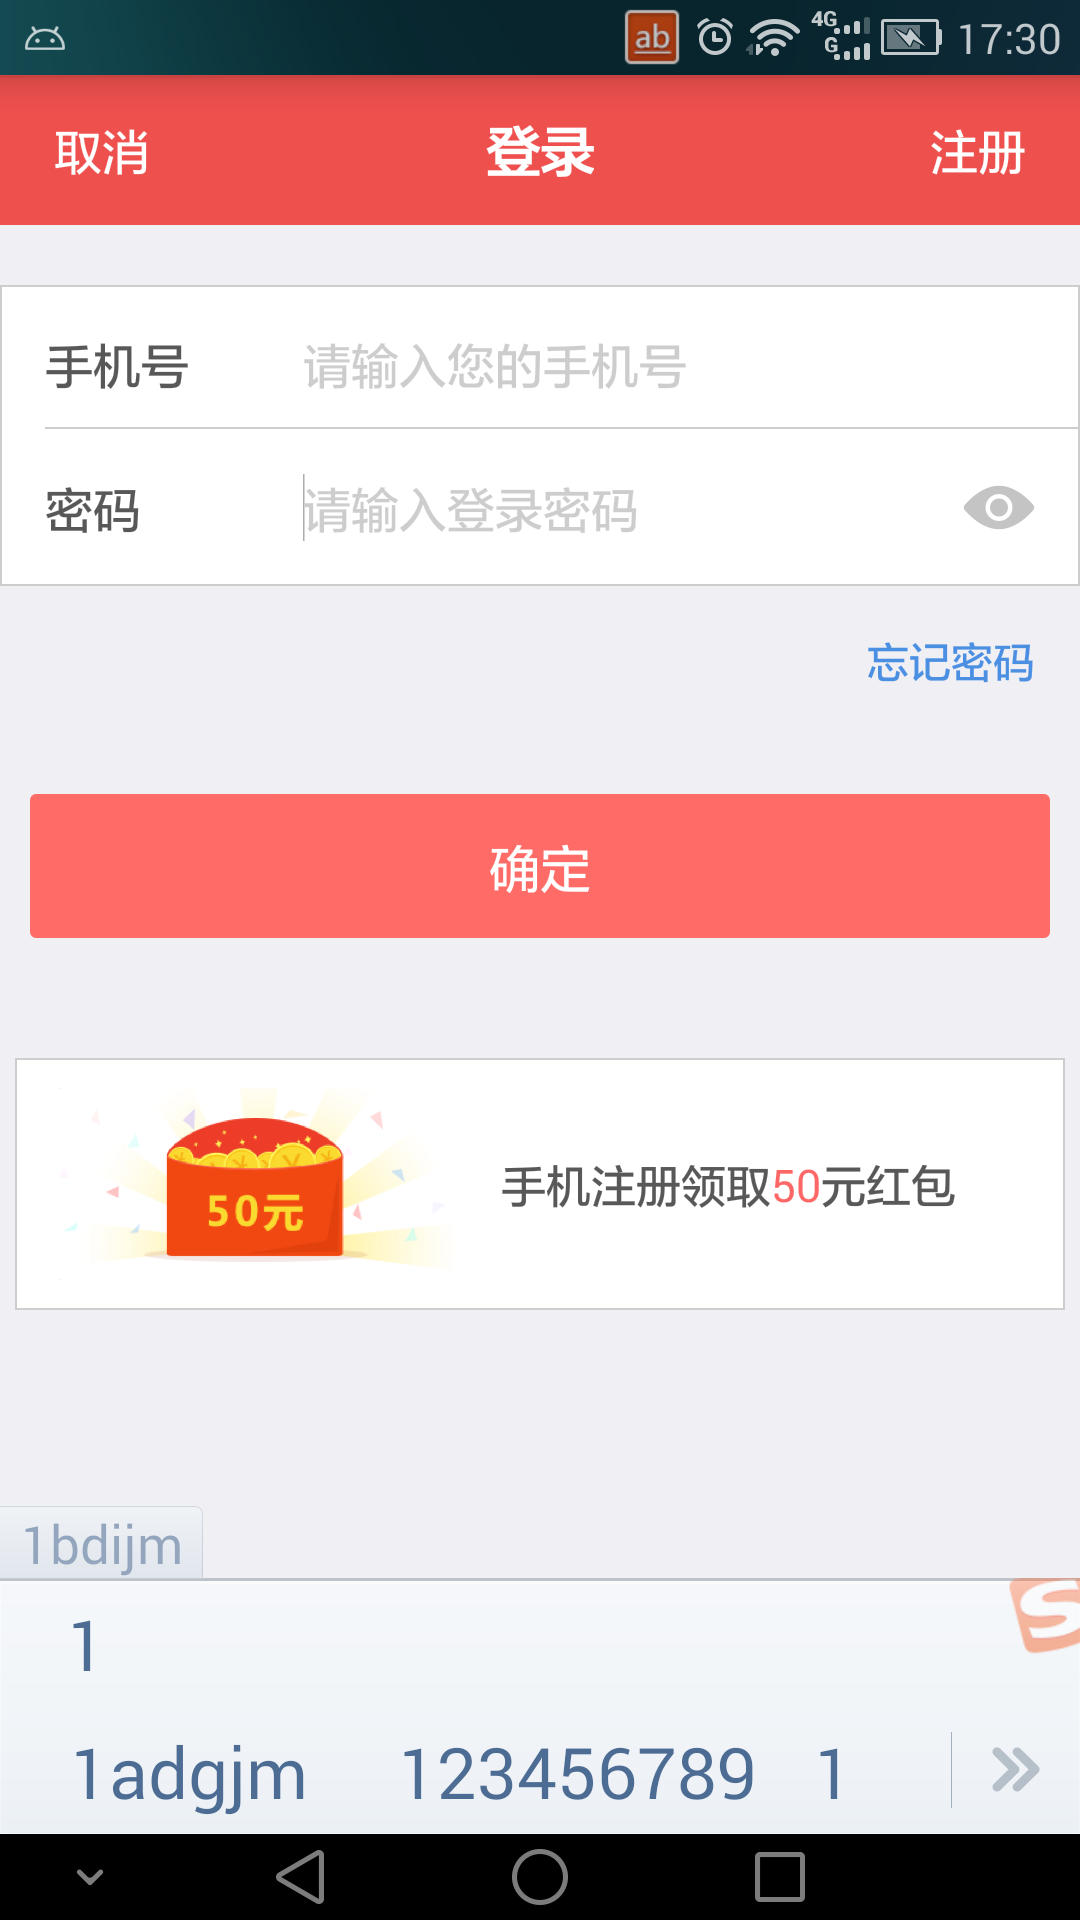 ab 4G G 17:30
取消 登录 注册
手机号 请输入您的手机号
密码 请输入登录密码
忘记密码
确定
50元
手机注册领取50元红包
1bdijm
S
1
1adgjm 123456789 1